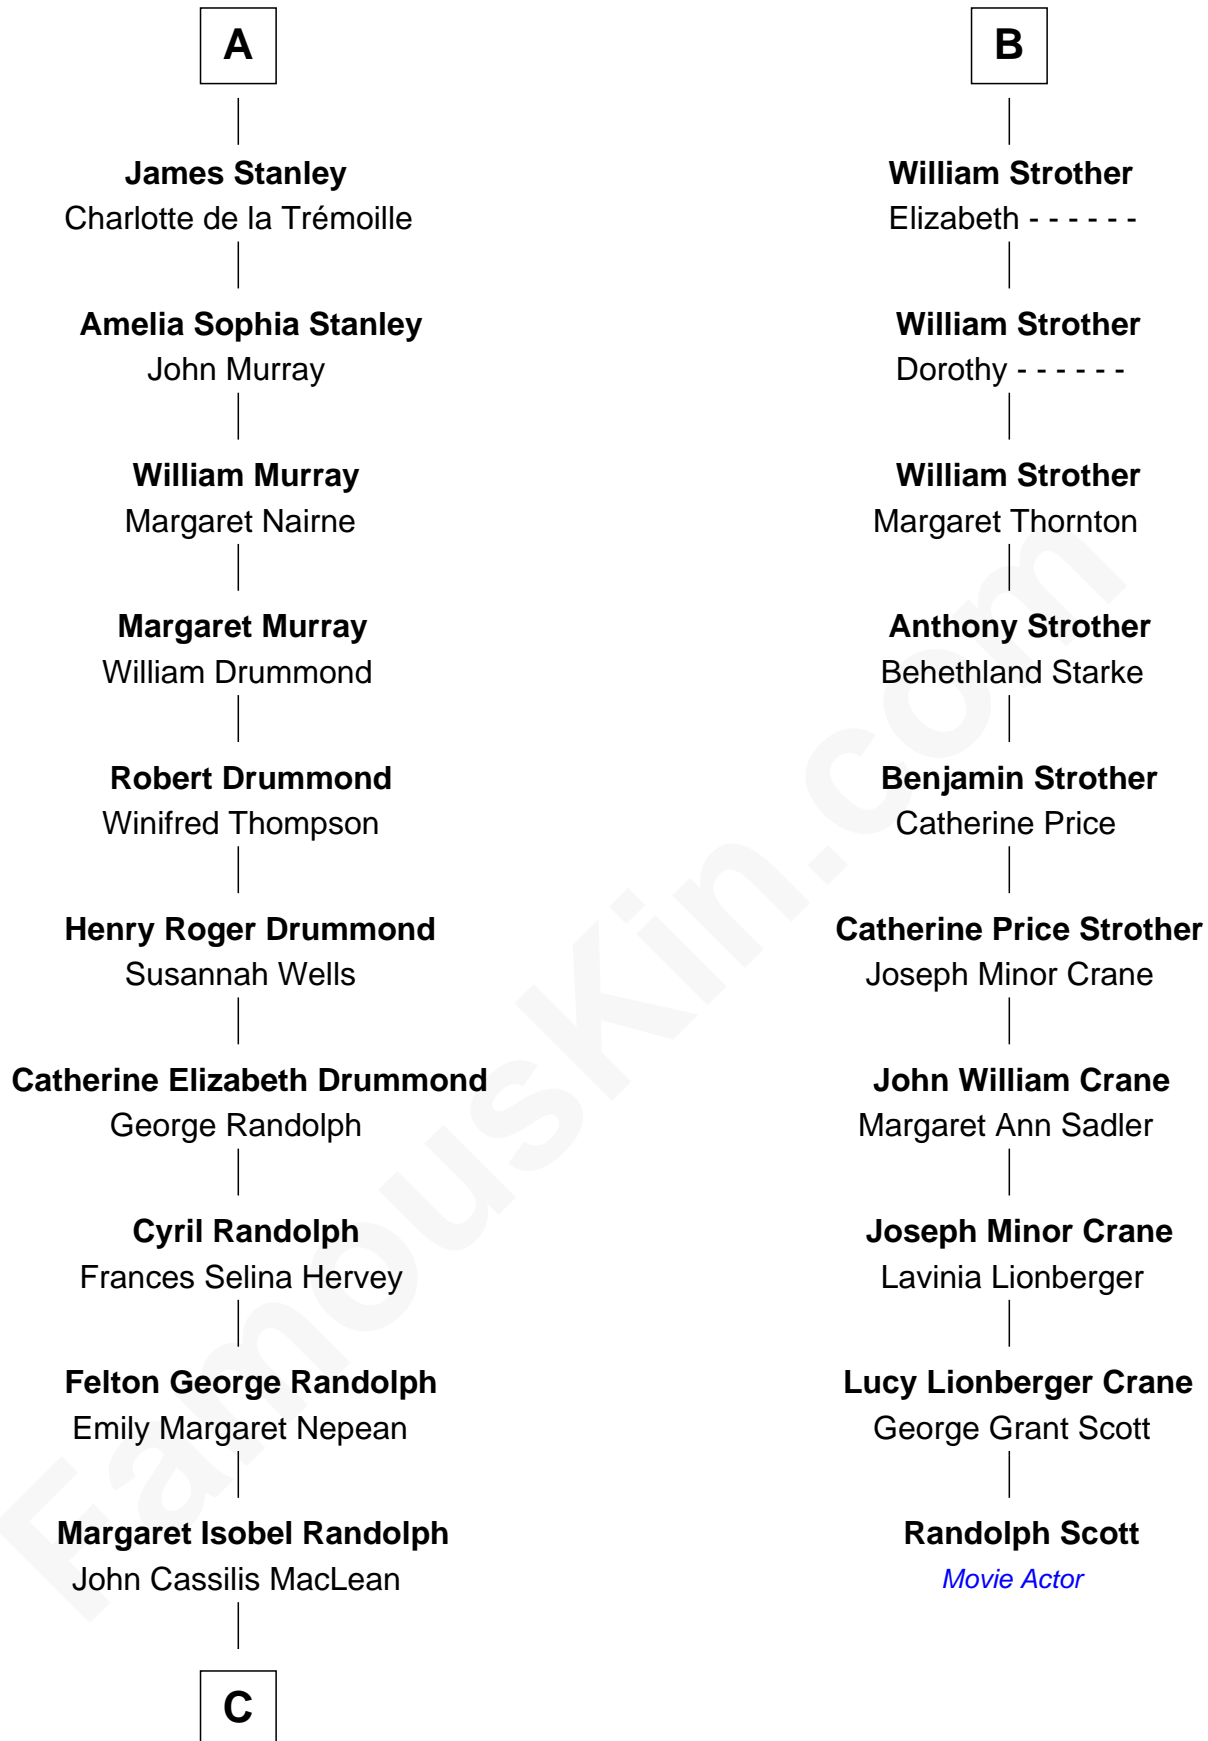 A
James Stanley
Charlotte de la Trémoille
Amelia Sophia Stanley
John Murray
William Murray
Margaret Nairne
Margaret Murray
William Drummond
Robert Drummond
Winifred Thompson
Henry Roger Drummond
Susannah Wells
Catherine Elizabeth Drummond
George Randolph
Cyril Randolph
Frances Selina Hervey
Felton George Randolph
Emily Margaret Nepean
Margaret Isobel Randolph
John Cassilis MacLean
C
B
William Strother
Elizabeth - - - - - -
William Strother
Dorothy - - - - - -
William Strother
Margaret Thornton
Anthony Strother
Behethland Starke
Benjamin Strother
Catherine Price
Catherine Price Strother
Joseph Minor Crane
John William Crane
Margaret Ann Sadler
Joseph Minor Crane
Lavinia Lionberger
Lucy Lionberger Crane
George Grant Scott
Randolph Scott
Movie Actor
FamousKin.com